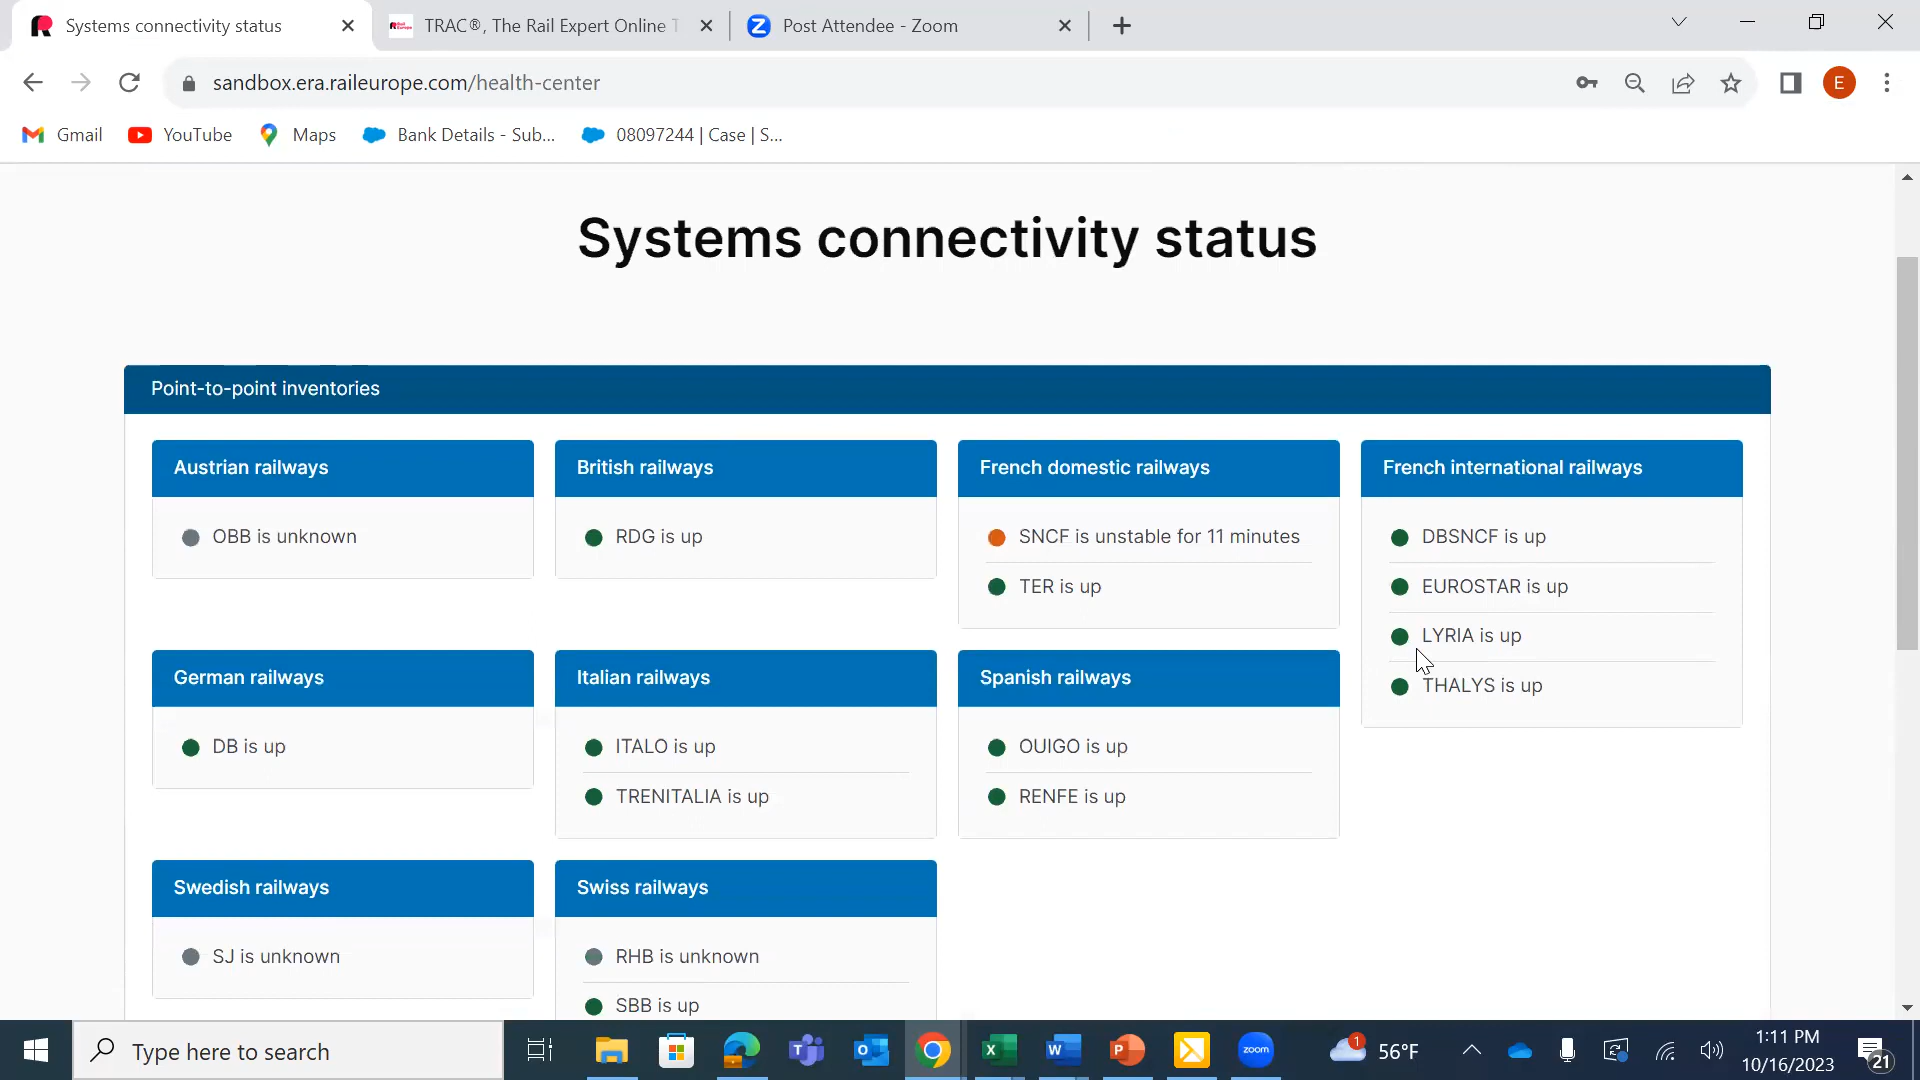 Systems connectivity status
TRAC®, The Rail Expert Online T
Post Attendee - Zoom
sandbox.era.raileurope.com/health-center
E
Gmail
YouTube
Maps
Bank Details - Sub...
08097244 | Case | S...
Systems connectivity status
Point-to-point inventories
Austrian railways
British railways
French domestic railways
French international railways
OBB is unknown
RDG is up
SNCF is unstable for 11 minutes
TER is up
DBSNCF is up
EUROSTAR is up
LYRIA is up
THALYS is up
German railways
Italian railways
Spanish railways
DB is up
ITALO is up
TRENITALIA is up
OUIGO is up
RENFE is up
Swedish railways
Swiss railways
SJ is unknown
RHB is unknown
SBB is up
Type here to search
zoom
1
56°F
1:11 PM
10/16/2023
21